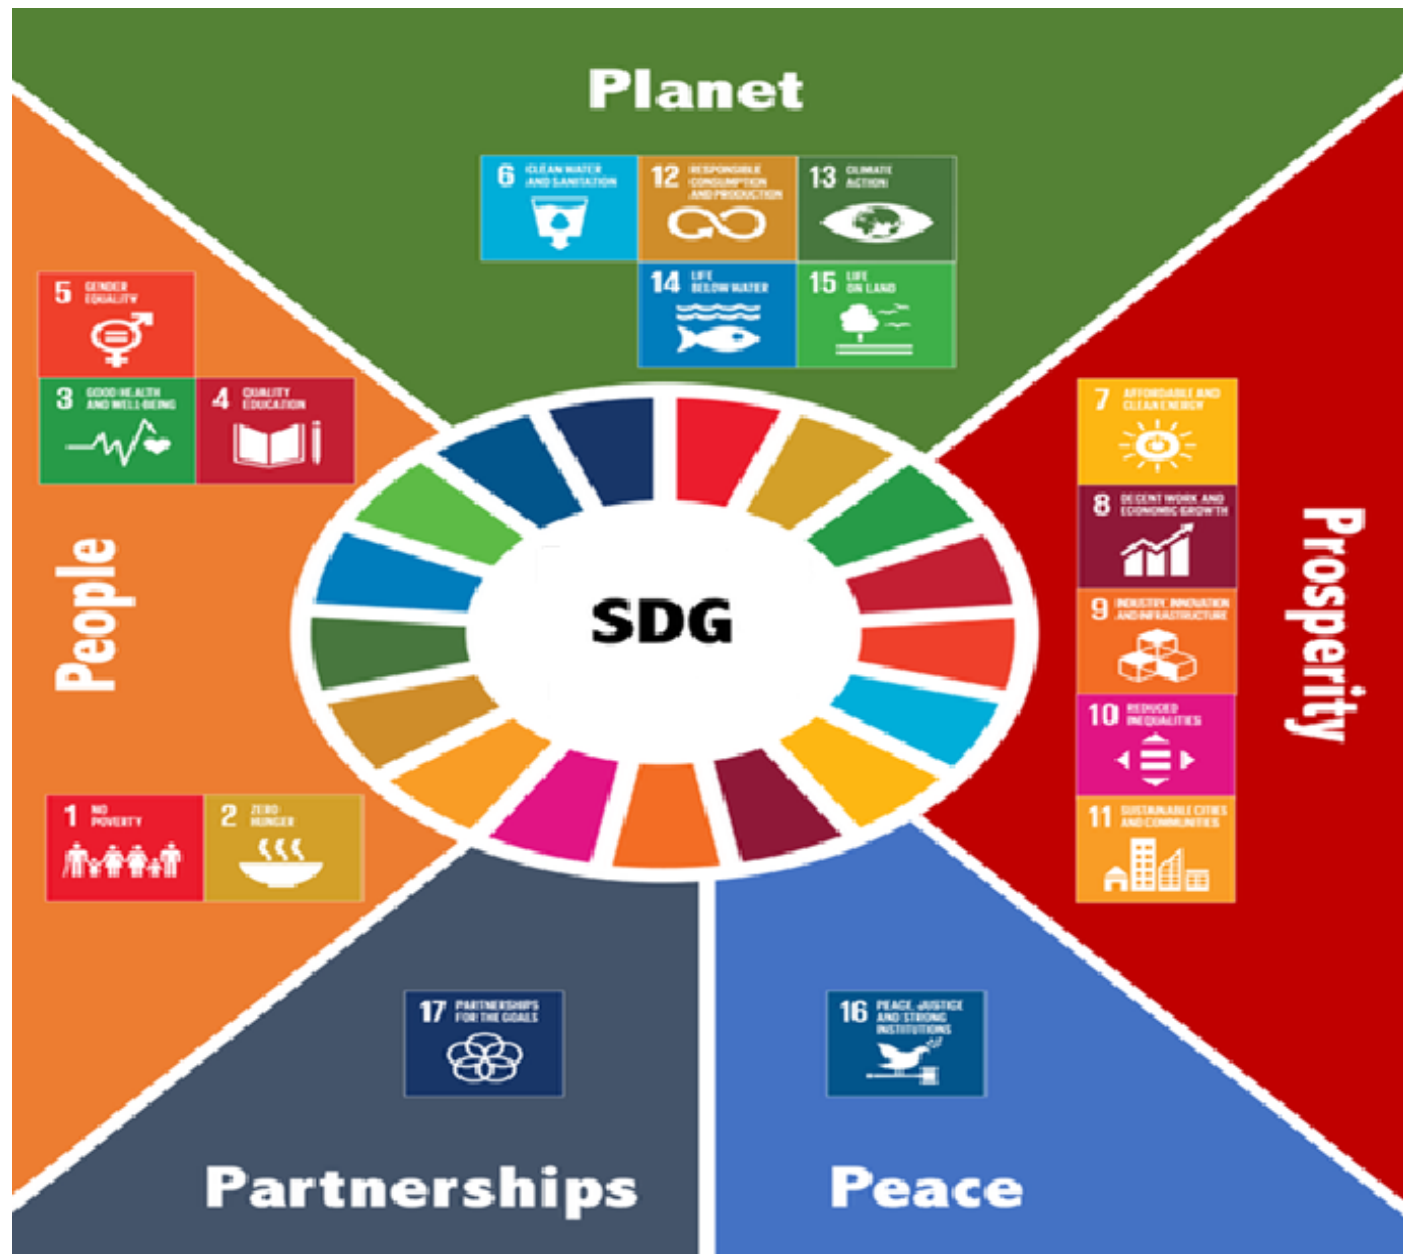 Planet
6 CLEAN WATER
AND SANITATION
12 RESPONSIBLE
CONSUMPTION
AND PRODUCTION
13 CLIMATE
ACTION
14 LIFE
BELOW WATER
15 LIFE
ON LAND
5 GENDER
EQUALITY
3 GOOD HEALTH
AND WELL-BEING
4 QUALITY
EDUCATION
People
1 NO
POVERTY
2 ZERO
HUNGER
SDG
7 AFFORDABLE AND
CLEAN ENERGY
8 DECENT WORK AND
ECONOMIC GROWTH
9 INDUSTRY, INNOVATION
AND INFRASTRUCTURE
10 REDUCED
INEQUALITIES
11 SUSTAINABLE CITIES
AND COMMUNITIES
Prosperity
17 PARTNERSHIPS
FOR THE GOALS
Partnerships
16 PEACE, JUSTICE
AND STRONG
INSTITUTIONS
Peace